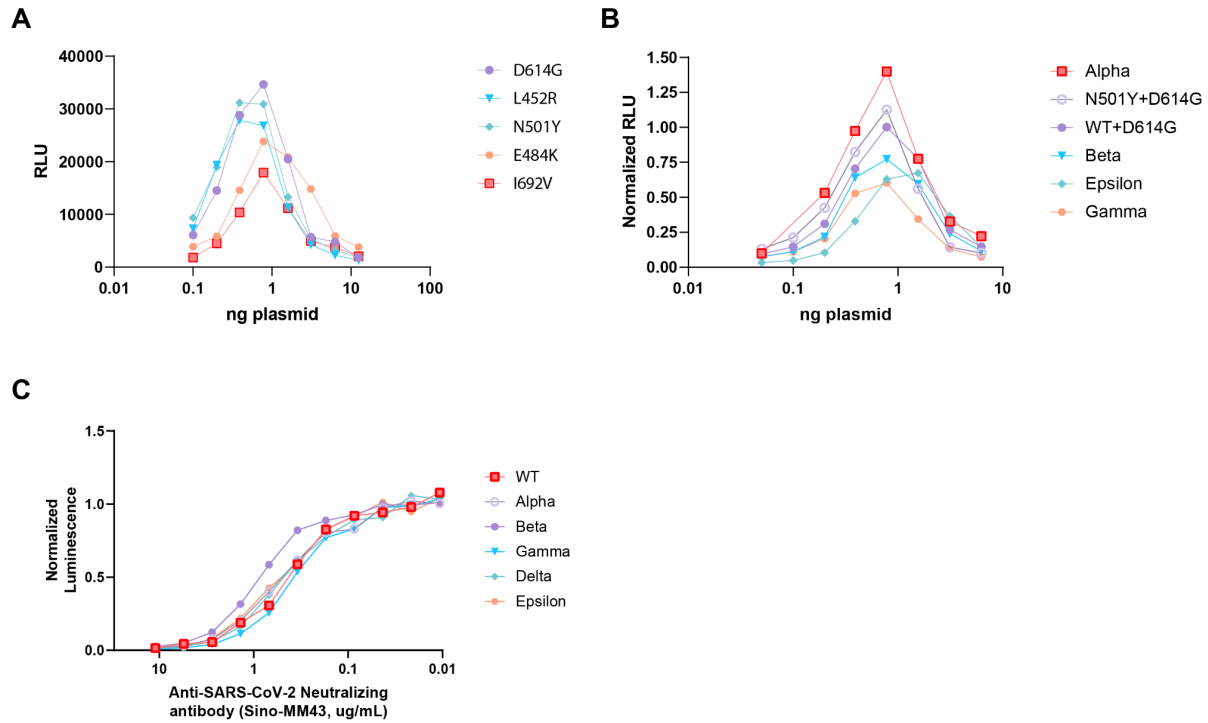 A
40000
30000
20000
10000
0
RLU
0.01
0.1
1
10
100
ng plasmid
D614G
L452R
N501Y
E484K
I692V
B
1.50
1.25
1.00
0.75
0.50
0.25
0.00
Normalized RLU
0.01
0.1
1
10
ng plasmid
Alpha
N501Y+D614G
WT+D614G
Beta
Epsilon
Gamma
C
1.5
1.0
0.5
0.0
Normalized
Luminescence
10
1
0.1
0.01
Anti-SARS-CoV-2 Neutralizing
antibody (Sino-MM43, ug/mL)
WT
Alpha
Beta
Gamma
Delta
Epsilon